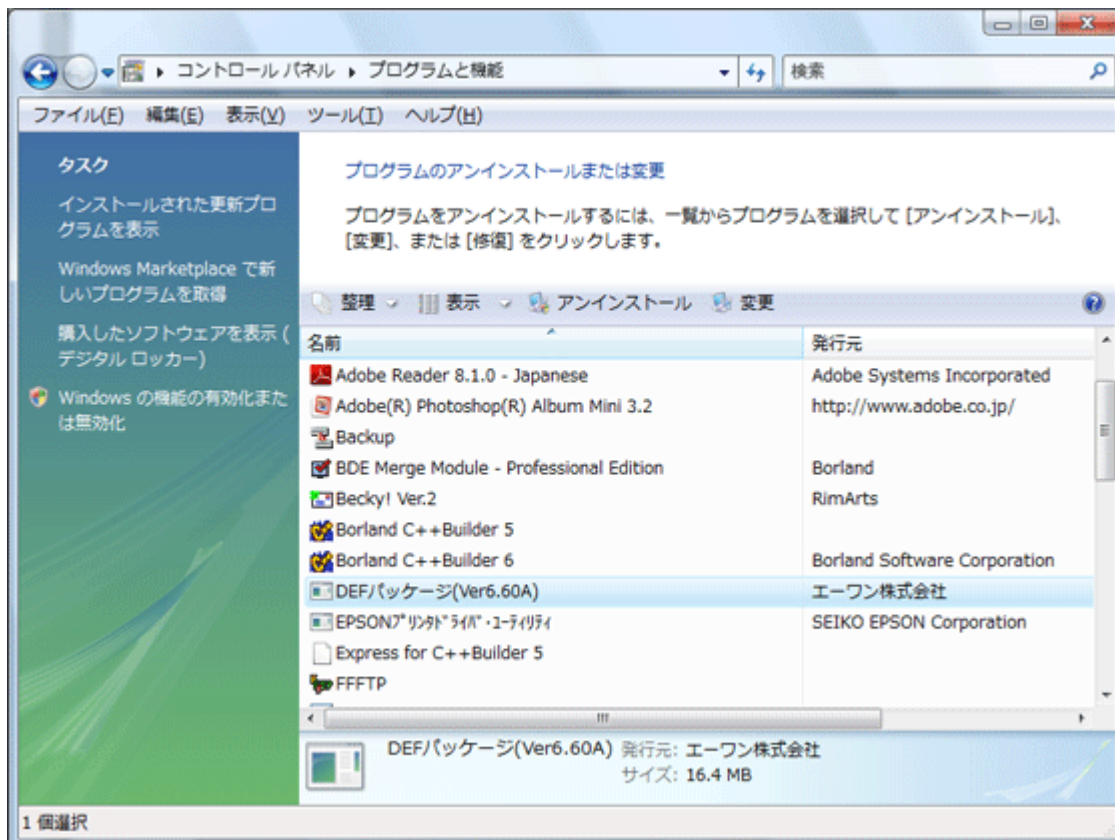 コントロール パネル ▸ プログラムと機能
検索
ファイル(F) 編集(E) 表示(V) ツール(T) ヘルプ(H)
タスク
インストールされた更新プロ
グラムを表示
Windows Marketplace で新
しいプログラムを取得
購入したソフトウェアを表示 (
デジタル ロッカー)
Windows の機能の有効化また
は無効化
プログラムのアンインストールまたは変更
プログラムをアンインストールするには、一覧からプログラムを選択して [アンインストール]、
[変更]、または [修復] をクリックします。
整理 表示 アンインストール 変更
名前 発行元
Adobe Reader 8.1.0 - Japanese Adobe Systems Incorporated
Adobe(R) Photoshop(R) Album Mini 3.2 http://www.adobe.co.jp/
Backup
BDE Merge Module - Professional Edition Borland
Becky! Ver.2 RimArts
Borland C++Builder 5
Borland C++Builder 6 Borland Software Corporation
DEFパッケージ(Ver6.60A) エーワン株式会社
EPSONﾌﾟﾘﾝﾀﾄﾞﾗｲﾊﾞ･ﾕｰﾃｨﾘﾃｨ SEIKO EPSON Corporation
Express for C++Builder 5
FFFTP
DEFパッケージ(Ver6.60A) 発行元: エーワン株式会社
サイズ: 16.4 MB
1 個選択